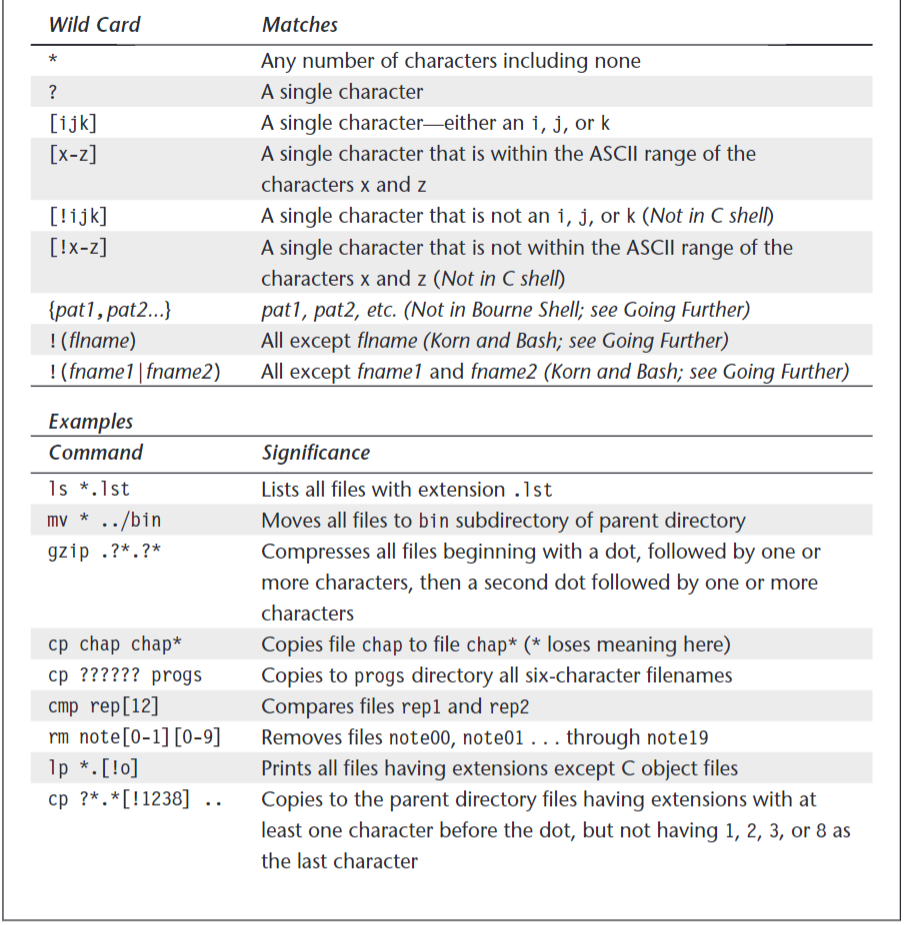 Wild Card Matches
* Any number of characters including none
? A single character
[ijk] A single character—either an i, j, or k
[x-z] A single character that is within the ASCII range of the
characters x and z
[!ijk] A single character that is not an i, j, or k (Not in C shell)
[!x-z] A single character that is not within the ASCII range of the
characters x and z (Not in C shell)
{pat1,pat2...} pat1, pat2, etc. (Not in Bourne Shell; see Going Further)
!(flname) All except flname (Korn and Bash; see Going Further)
!(fname1|fname2) All except fname1 and fname2 (Korn and Bash; see Going Further)
Examples
Command Significance
ls *.lst Lists all files with extension .lst
mv * ../bin Moves all files to bin subdirectory of parent directory
gzip .?*.?* Compresses all files beginning with a dot, followed by one or
more characters, then a second dot followed by one or more
characters
cp chap chap* Copies file chap to file chap* (* loses meaning here)
cp ?????? progs Copies to progs directory all six-character filenames
cmp rep[12] Compares files rep1 and rep2
rm note[0-1][0-9] Removes files note00, note01 . . . through note19
lp *.[!o] Prints all files having extensions except C object files
cp ?*.*[!1238] .. Copies to the parent directory files having extensions with at
least one character before the dot, but not having 1, 2, 3, or 8 as
the last character